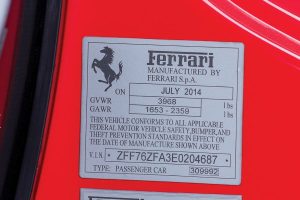 Ferrari
MANUFACTURED BY
FERRARI S.p.A.
ON JULY 2014
GVWR 3968 lbs
GAWR 1653-2359 lbs
THIS VEHICLE CONFORMS TO ALL APPLICABLE
FEDERAL MOTOR VEHICLE SAFETY, BUMPER, AND
THEFT PREVENTION STANDARDS IN EFFECT ON
THE DATE OF MANUFACTURE SHOWN ABOVE
V.I.N. ZFF76ZFA3E0204687
TYPE: PASSENGER CAR 309992